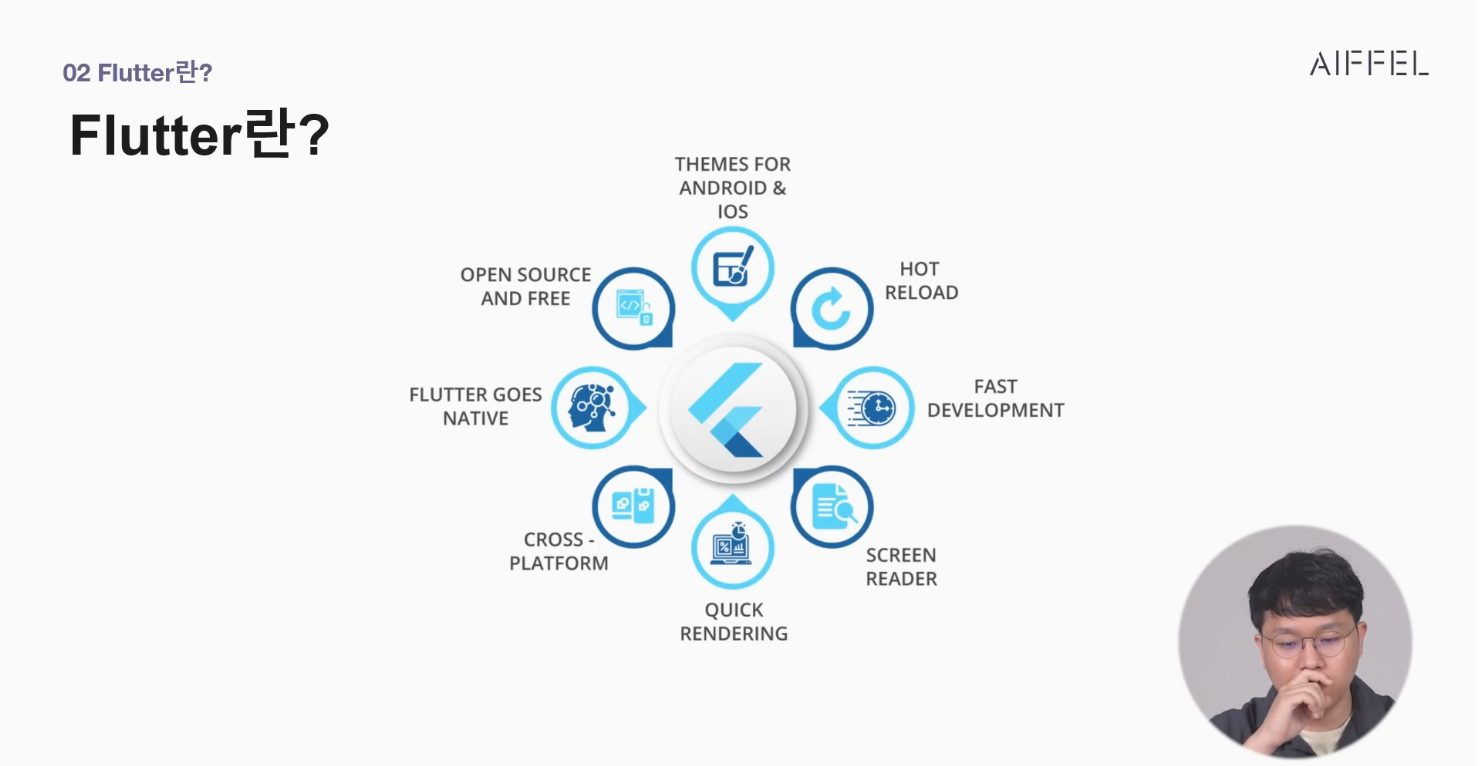 02 Flutter란?
AIFFEL
Flutter란?
THEMES FOR
ANDROID &
IOS
OPEN SOURCE
AND FREE
HOT
RELOAD
FLUTTER GOES
NATIVE
FAST
DEVELOPMENT
CROSS -
PLATFORM
SCREEN
READER
QUICK
RENDERING